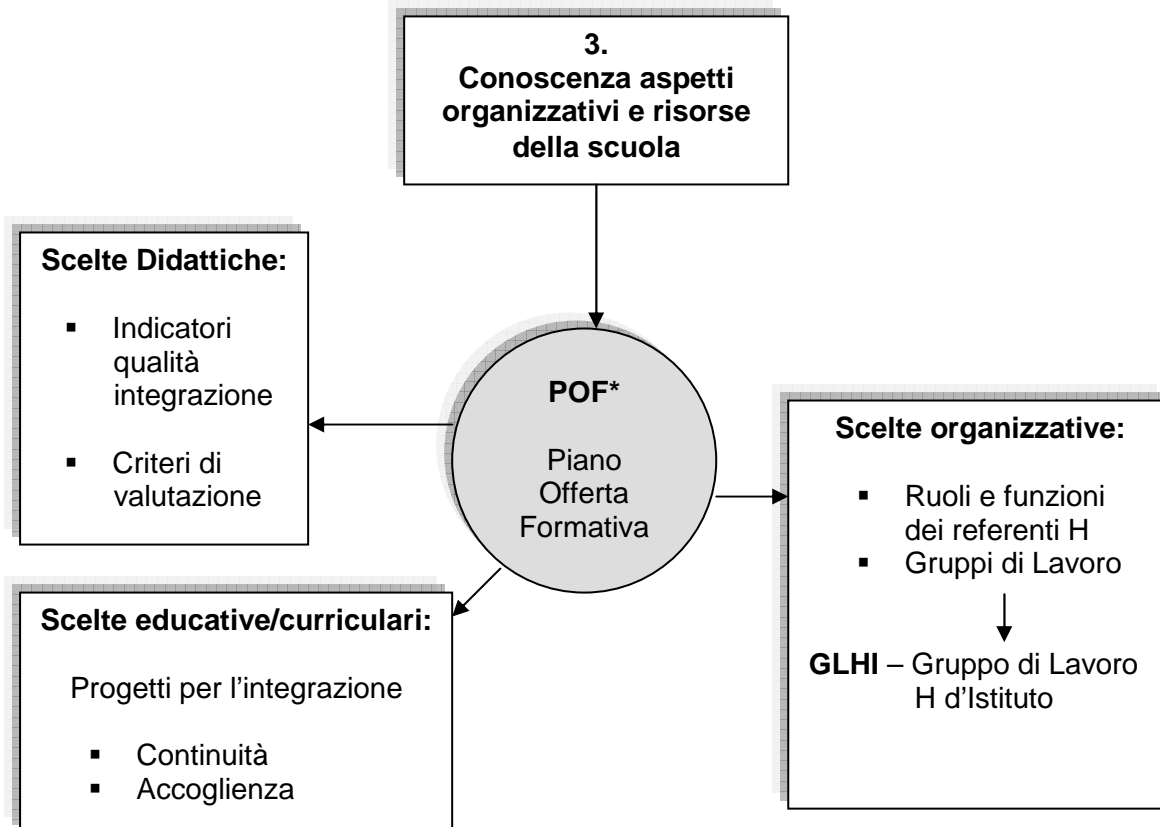 3.
Conoscenza aspetti
organizzativi e risorse
della scuola
Scelte Didattiche:
▪ Indicatori
qualità
integrazione
▪ Criteri di
valutazione
POF*
Piano
Offerta
Formativa
Scelte organizzative:
▪ Ruoli e funzioni
dei referenti H
▪ Gruppi di Lavoro
GLHI – Gruppo di Lavoro
H d’Istituto
Scelte educative/curriculari:
Progetti per l’integrazione
▪ Continuità
▪ Accoglienza